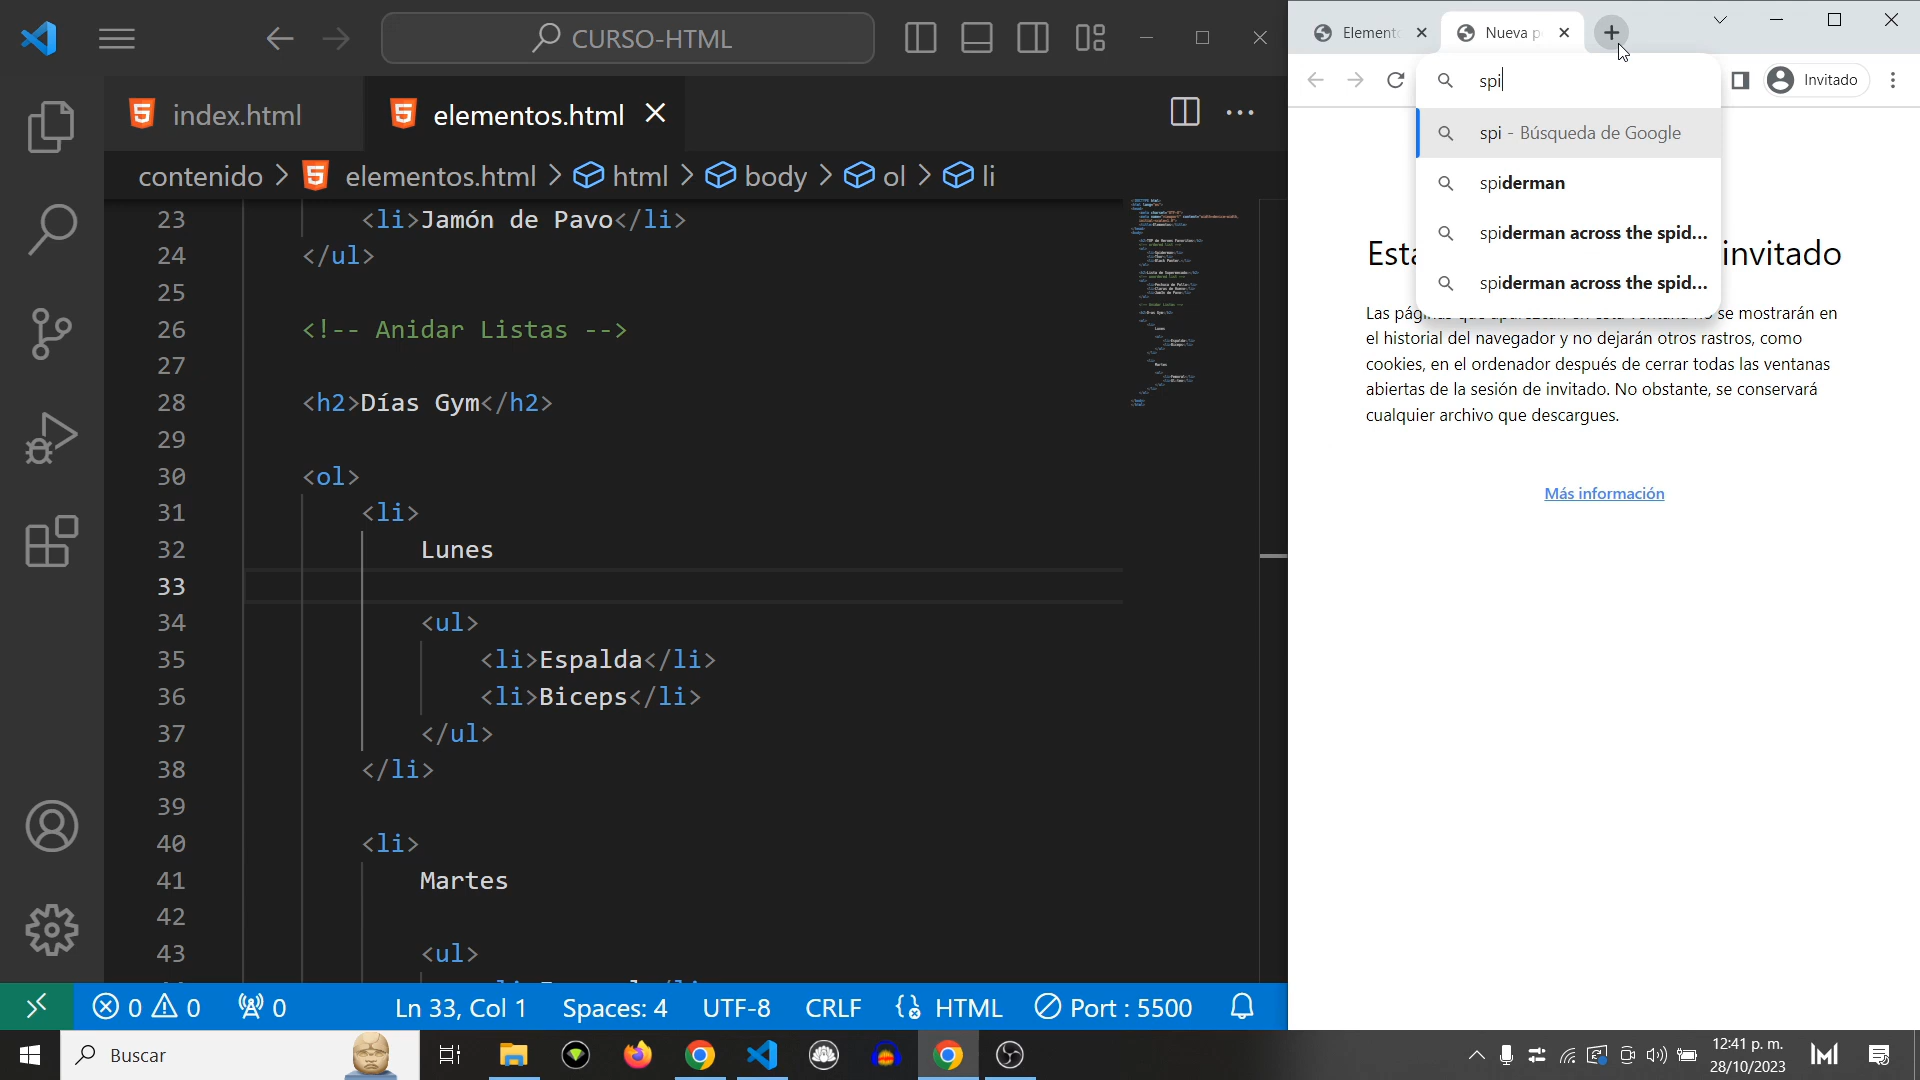 CURSO-HTML
index.html
elementos.html
contenido > elementos.html > html > body > ol > li
23 <li>Jamón de Pavo</li>
24 </ul>
25
26 <!-- Anidar Listas -->
27
28 <h2>Días Gym</h2>
29
30 <ol>
31 <li>
32 Lunes
33
34 <ul>
35 <li>Espalda</li>
36 <li>Biceps</li>
37 </ul>
38 </li>
39
40 <li>
41 Martes
42
43 <ul>
0 0 0 Ln 33, Col 1 Spaces: 4 UTF-8 CRLF HTML Port : 5500
Element
Nueva p
spi
Invitado
spi - Búsqueda de Google
spiderman
spiderman across the spid...
spiderman across the spid...
Esta invitado
Las páginas que aparezcan en esta ventana no se mostrarán en
el historial del navegador y no dejarán otros rastros, como
cookies, en el ordenador después de cerrar todas las ventanas
abiertas de la sesión de invitado. No obstante, se conservará
cualquier archivo que descargues.
Más información
Buscar
12:41 p. m.
28/10/2023